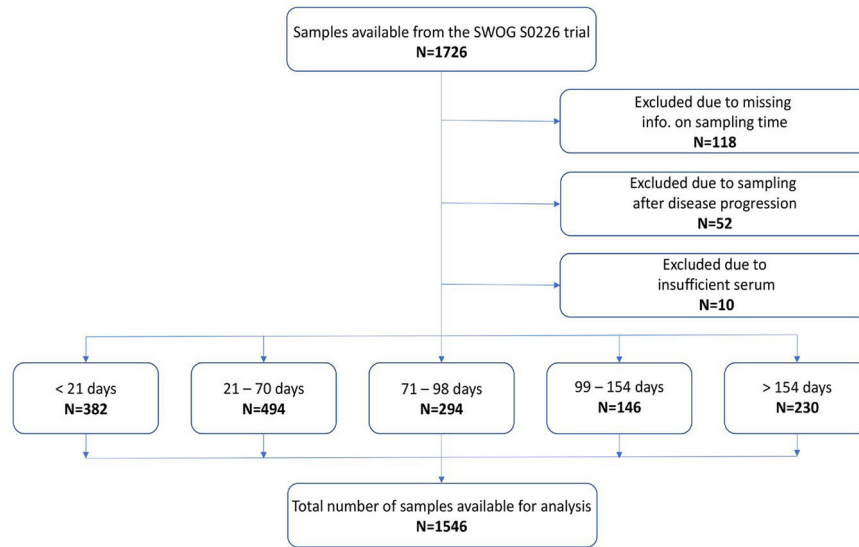 Samples available from the SWOG S0226 trial
N=1726
Excluded due to missing
info. on sampling time
N=118
Excluded due to sampling
after disease progression
N=52
Excluded due to
insufficient serum
N=10
< 21 days
N=382
21 – 70 days
N=494
71 – 98 days
N=294
99 – 154 days
N=146
> 154 days
N=230
Total number of samples available for analysis
N=1546